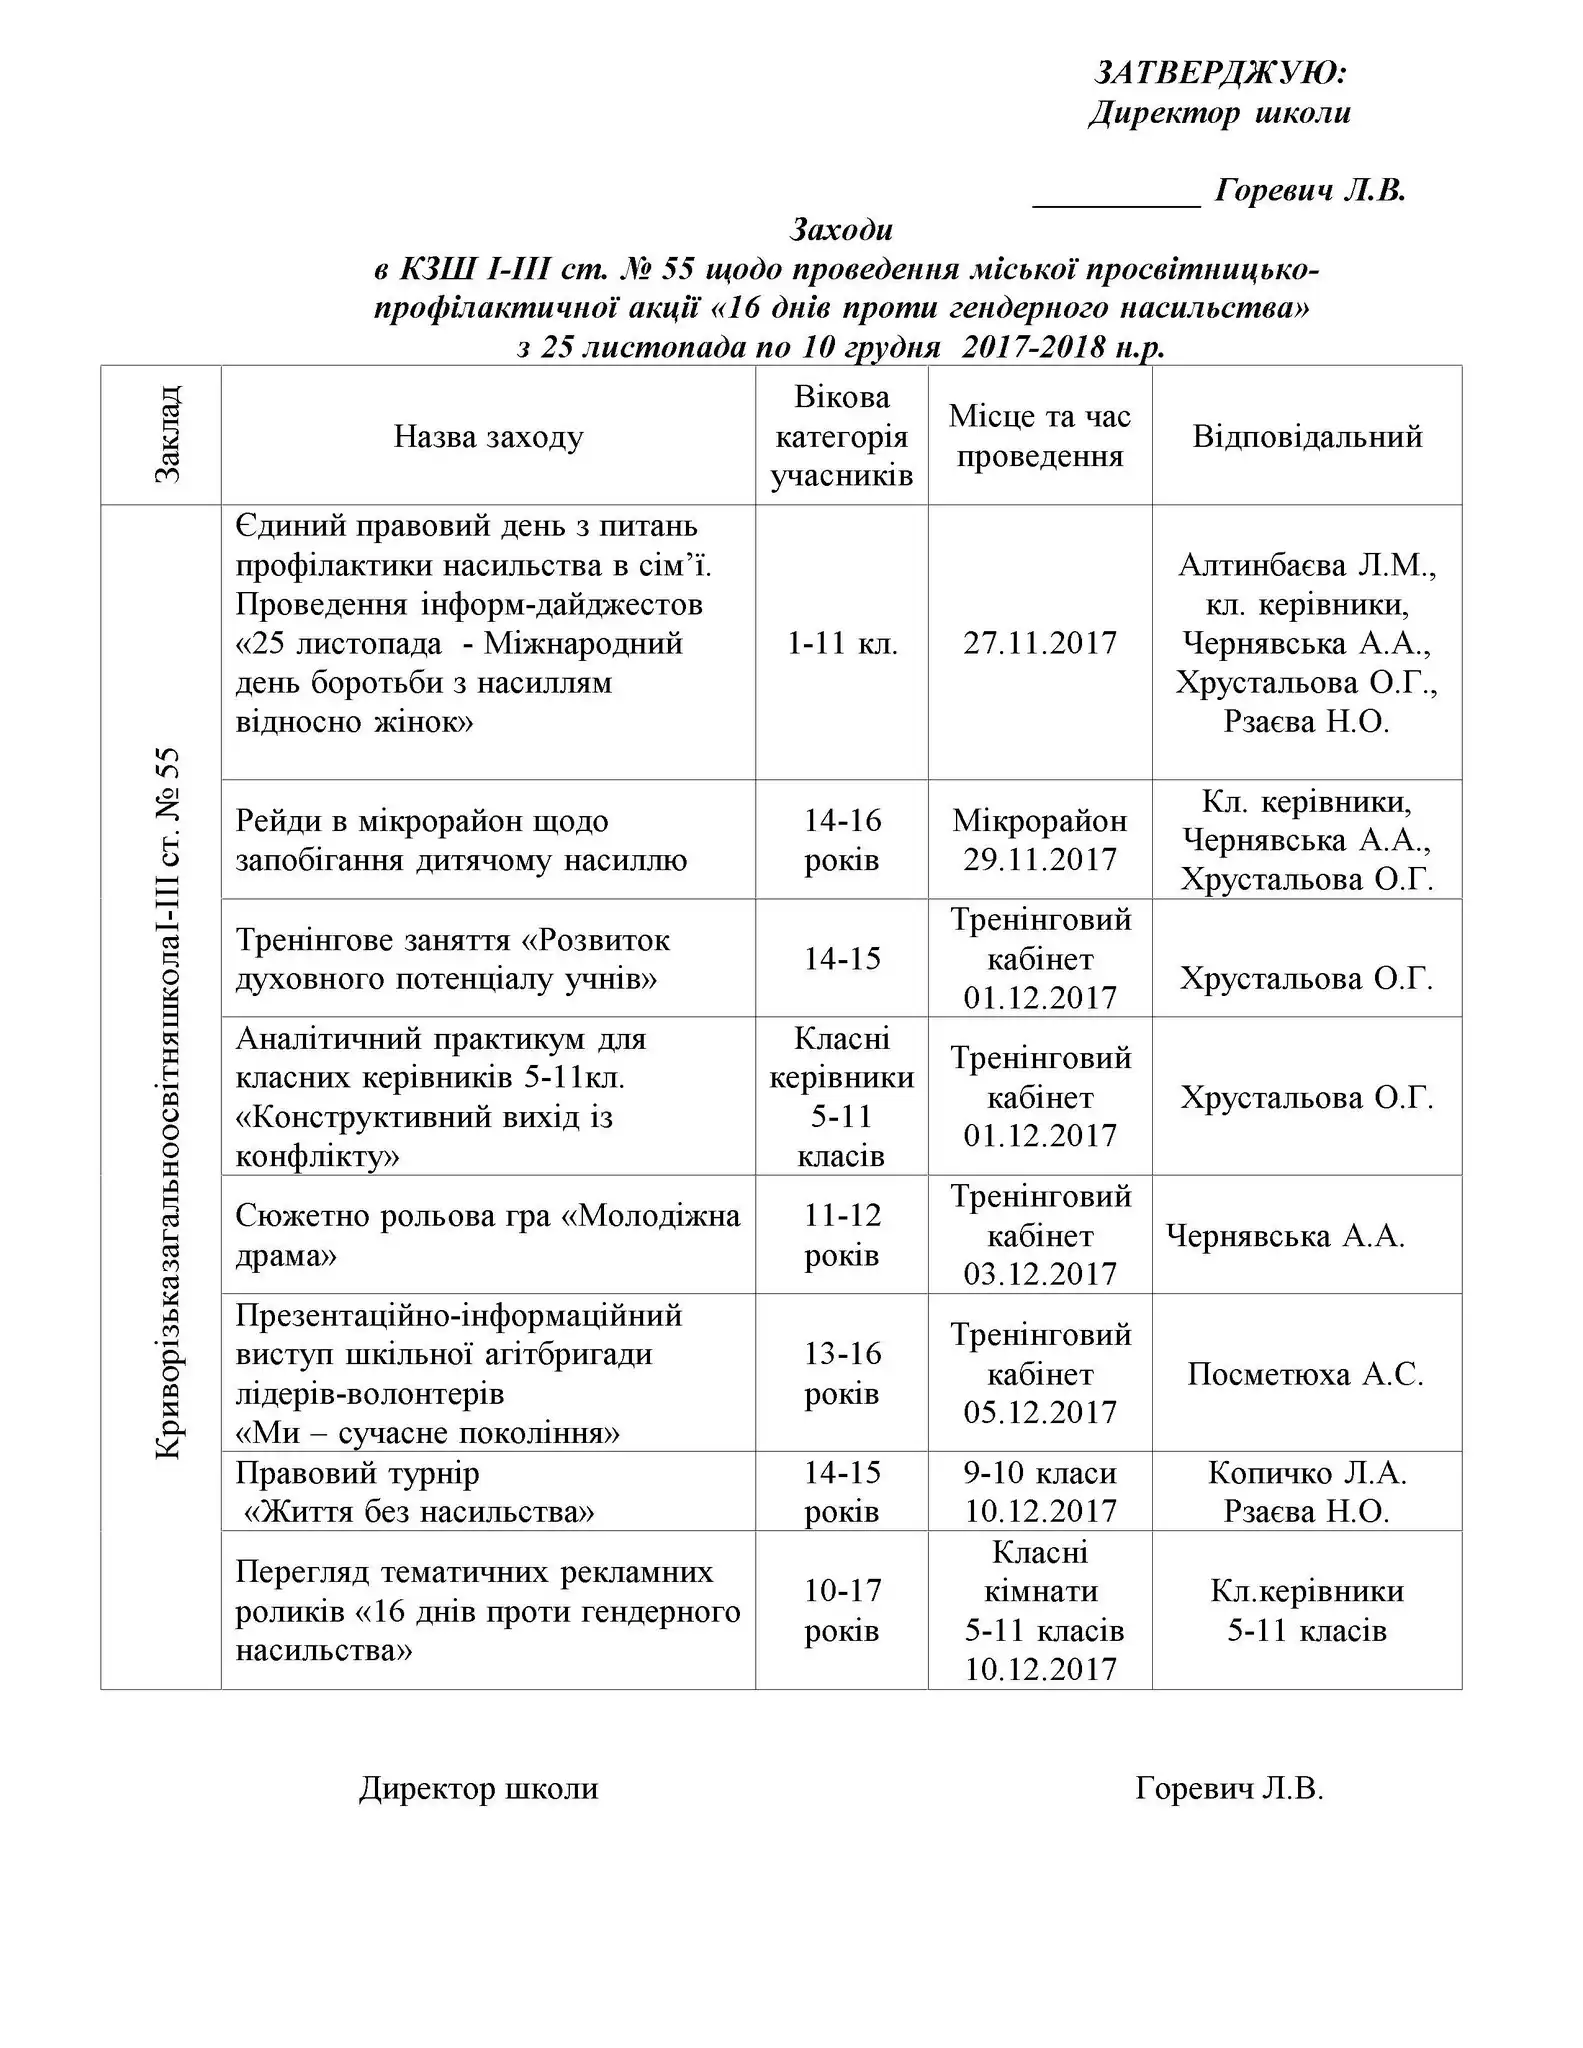 ЗАТВЕРДЖУЮ:
Директор школи
__________ Горевич Л.В.
Заходи
в КЗШ І-ІІІ ст. № 55 щодо проведення міської просвітницько-
профілактичної акції «16 днів проти гендерного насильства»
з 25 листопада по 10 грудня 2017-2018 н.р.
Заклад
Назва заходу
Вікова
категорія
учасників
Місце та час
проведення
Відповідальний
КриворізьказагальноосвітняшколаІ-ІІІ ст. № 55
Єдиний правовий день з питань
профілактики насильства в сім’ї.
Проведення інформ-дайджестов
«25 листопада - Міжнародний
день боротьби з насиллям
відносно жінок»
1-11 кл.
27.11.2017
Алтинбаєва Л.М.,
кл. керівники,
Чернявська А.А.,
Хрустальова О.Г.,
Рзаєва Н.О.
Рейди в мікрорайон щодо
запобігання дитячому насиллю
14-16
років
Мікрорайон
29.11.2017
Кл. керівники,
Чернявська А.А.,
Хрустальова О.Г.
Тренінгове заняття «Розвиток
духовного потенціалу учнів»
14-15
Тренінговий
кабінет
01.12.2017
Хрустальова О.Г.
Аналітичний практикум для
класних керівників 5-11кл.
«Конструктивний вихід із
конфлікту»
Класні
керівники
5-11
класів
Тренінговий
кабінет
01.12.2017
Хрустальова О.Г.
Сюжетно рольова гра «Молодіжна
драма»
11-12
років
Тренінговий
кабінет
03.12.2017
Чернявська А.А.
Презентаційно-інформаційний
виступ шкільної агітбригади
лідерів-волонтерів
«Ми – сучасне покоління»
13-16
років
Тренінговий
кабінет
05.12.2017
Посметюха А.С.
Правовий турнір
«Життя без насильства»
14-15
років
9-10 класи
10.12.2017
Копичко Л.А.
Рзаєва Н.О.
Перегляд тематичних рекламних
роликів «16 днів проти гендерного
насильства»
10-17
років
Класні
кімнати
5-11 класів
10.12.2017
Кл.керівники
5-11 класів
Директор школи Горевич Л.В.